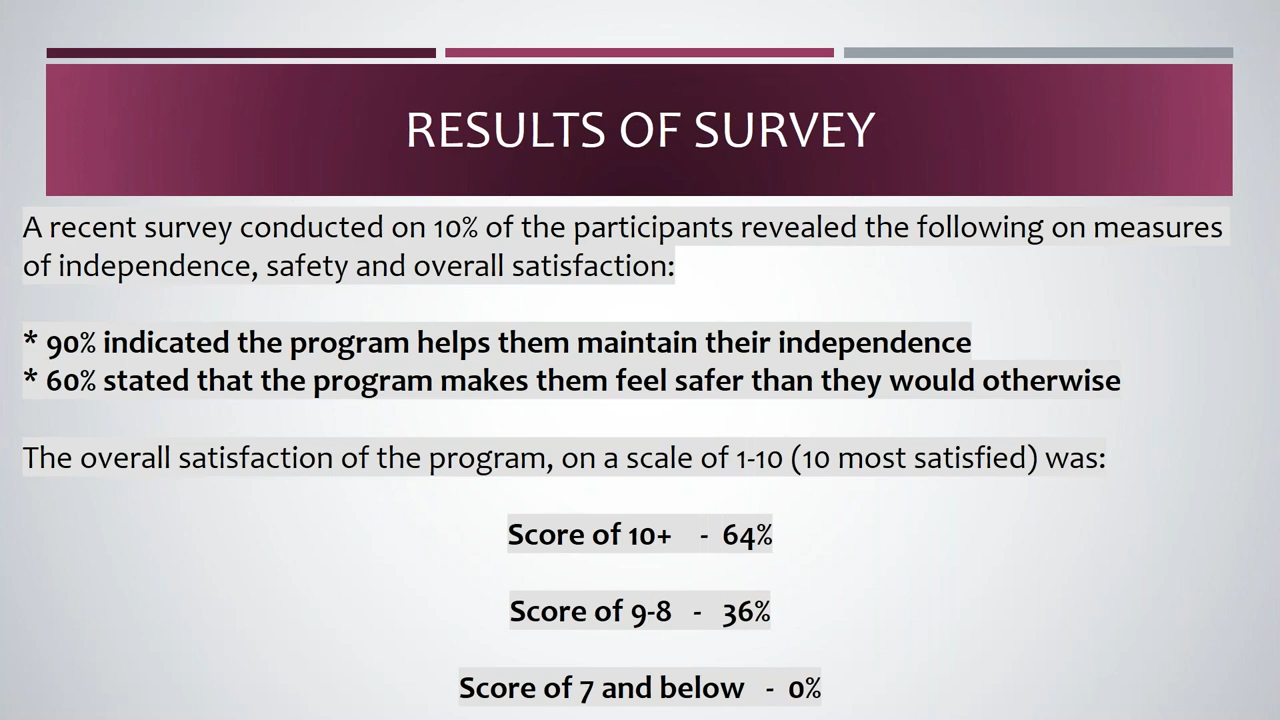 RESULTS OF SURVEY
A recent survey conducted on 10% of the participants revealed the following on measures
of independence, safety and overall satisfaction:
* 90% indicated the program helps them maintain their independence
* 60% stated that the program makes them feel safer than they would otherwise
The overall satisfaction of the program, on a scale of 1-10 (10 most satisfied) was:
Score of 10+ - 64%
Score of 9-8 - 36%
Score of 7 and below - 0%